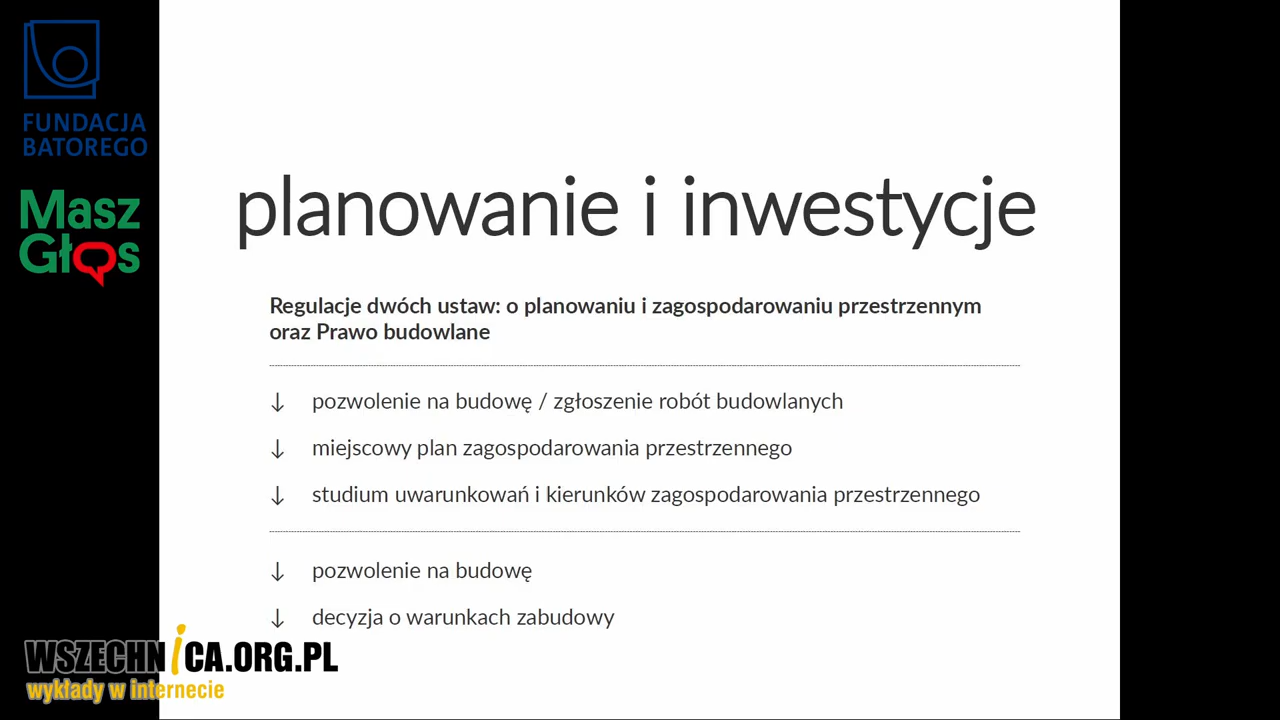 FUNDACJA
BATOREGO
Masz
Głos
planowanie i inwestycje
Regulacje dwóch ustaw: o planowaniu i zagospodarowaniu przestrzennym
oraz Prawo budowlane
↓ pozwolenie na budowę / zgłoszenie robót budowlanych
↓ miejscowy plan zagospodarowania przestrzennego
↓ studium uwarunkowań i kierunków zagospodarowania przestrzennego
↓ pozwolenie na budowę
↓ decyzja o warunkach zabudowy
WSZECHNiCA.ORG.PL
wykłady w internecie